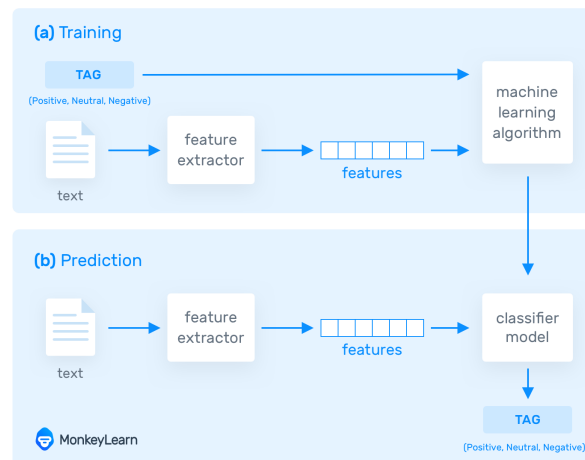 (a) Training
TAG
(Positive, Neutral, Negative)
text
feature
extractor
features
machine
learning
algorithm
(b) Prediction
text
feature
extractor
features
classifier
model
TAG
(Positive, Neutral, Negative)
MonkeyLearn